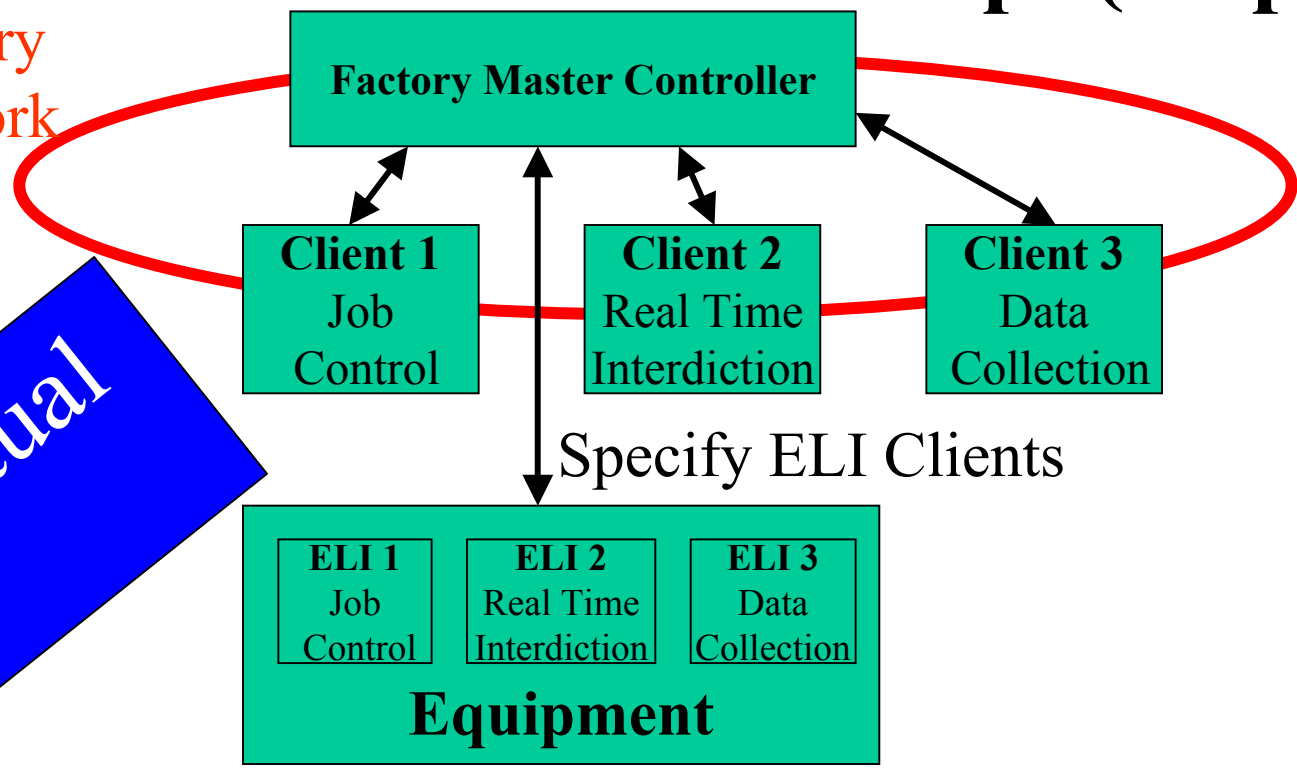 Factory Master Controller
Client 1
Job
Control
Client 2
Real Time
Interdiction
Client 3
Data
Collection
Specify ELI Clients
ELI 1
Job
Control
ELI 2
Real Time
Interdiction
ELI 3
Data
Collection
Equipment